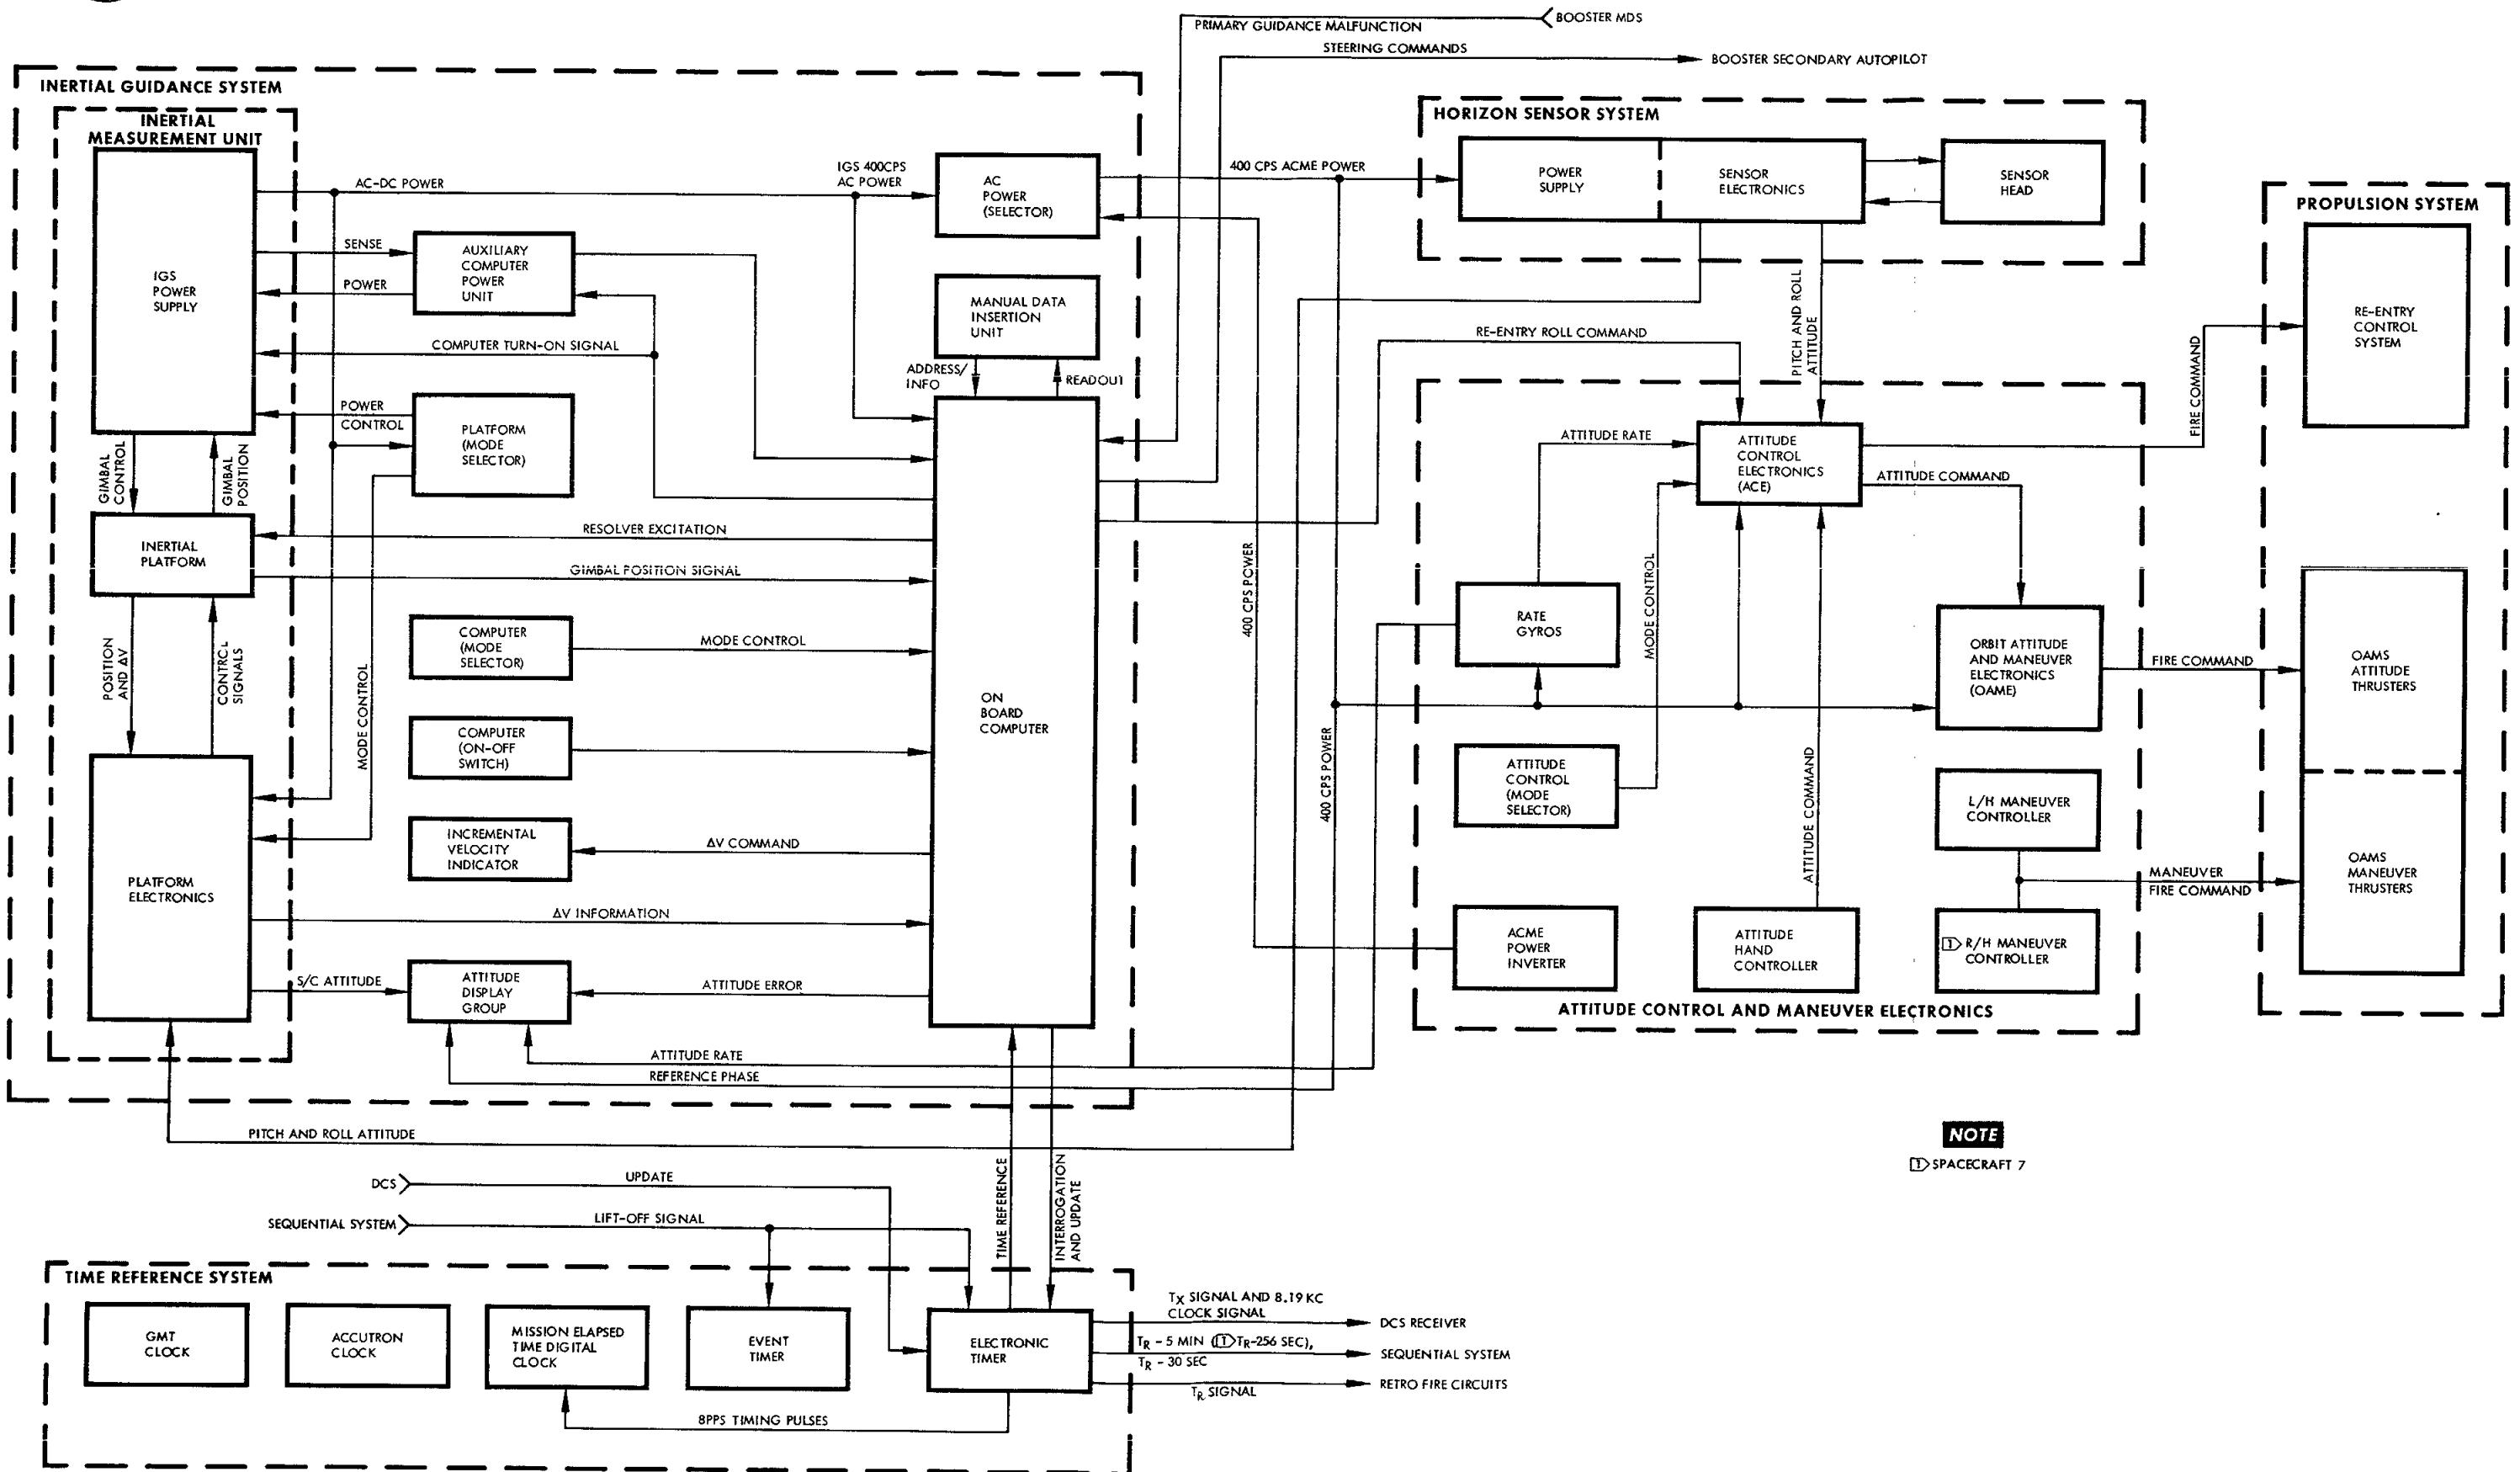 PRIMARY GUIDANCE MALFUNCTION
BOOSTER MDS
STEERING COMMANDS
BOOSTER SECONDARY AUTOPILOT
INERTIAL GUIDANCE SYSTEM
INERTIAL
MEASUREMENT UNIT
IGS
POWER
SUPPLY
AC-DC POWER
IGS 400CPS
AC POWER
AC
POWER
(SELECTOR)
SENSE
POWER
AUXILIARY
COMPUTER
POWER
UNIT
MANUAL DATA
INSERTION
UNIT
COMPUTER TURN-ON SIGNAL
ADDRESS/
INFO
READOUT
POWER
CONTROL
PLATFORM
(MODE
SELECTOR)
GIMBAL
CONTROL
GIMBAL
POSITION
INERTIAL
PLATFORM
RESOLVER EXCITATION
GIMBAL POSITION SIGNAL
POSITION
AND ΔV
CONTROL
SIGNALS
MODE CONTROL
COMPUTER
(MODE
SELECTOR)
MODE CONTROL
COMPUTER
(ON-OFF
SWITCH)
ON
BOARD
COMPUTER
INCREMENTAL
VELOCITY
INDICATOR
ΔV COMMAND
PLATFORM
ELECTRONICS
ΔV INFORMATION
S/C ATTITUDE
ATTITUDE
DISPLAY
GROUP
ATTITUDE ERROR
ATTITUDE RATE
REFERENCE PHASE
PITCH AND ROLL ATTITUDE
400 CPS ACME POWER
400 CPS POWER
400 CPS POWER
HORIZON SENSOR SYSTEM
POWER
SUPPLY
SENSOR
ELECTRONICS
SENSOR
HEAD
PITCH AND ROLL
ATTITUDE
RE-ENTRY ROLL COMMAND
ATTITUDE RATE
ATTITUDE
CONTROL
ELECTRONICS
(ACE)
ATTITUDE COMMAND
FIRE COMMAND
RATE
GYROS
MODE CONTROL
ORBIT ATTITUDE
AND MANEUVER
ELECTRONICS
(OAME)
FIRE COMMAND
ATTITUDE
CONTROL
(MODE
SELECTOR)
ATTITUDE COMMAND
L/H MANEUVER
CONTROLLER
MANEUVER
FIRE COMMAND
ACME
POWER
INVERTER
ATTITUDE
HAND
CONTROLLER
1 R/H MANEUVER
CONTROLLER
ATTITUDE CONTROL AND MANEUVER ELECTRONICS
PROPULSION SYSTEM
RE-ENTRY
CONTROL
SYSTEM
OAMS
ATTITUDE
THRUSTERS
OAMS
MANEUVER
THRUSTERS
NOTE
1 SPACECRAFT 7
DCS
UPDATE
SEQUENTIAL SYSTEM
LIFT-OFF SIGNAL
TIME REFERENCE
INTERROGATION
AND UPDATE
TIME REFERENCE SYSTEM
GMT
CLOCK
ACCUTRON
CLOCK
MISSION ELAPSED
TIME DIGITAL
CLOCK
EVENT
TIMER
ELECTRONIC
TIMER
8PPS TIMING PULSES
TX SIGNAL AND 8.19 KC
CLOCK SIGNAL
DCS RECEIVER
TR - 5 MIN (1 TR-256 SEC),
TR - 30 SEC
SEQUENTIAL SYSTEM
TR SIGNAL
RETRO FIRE CIRCUITS